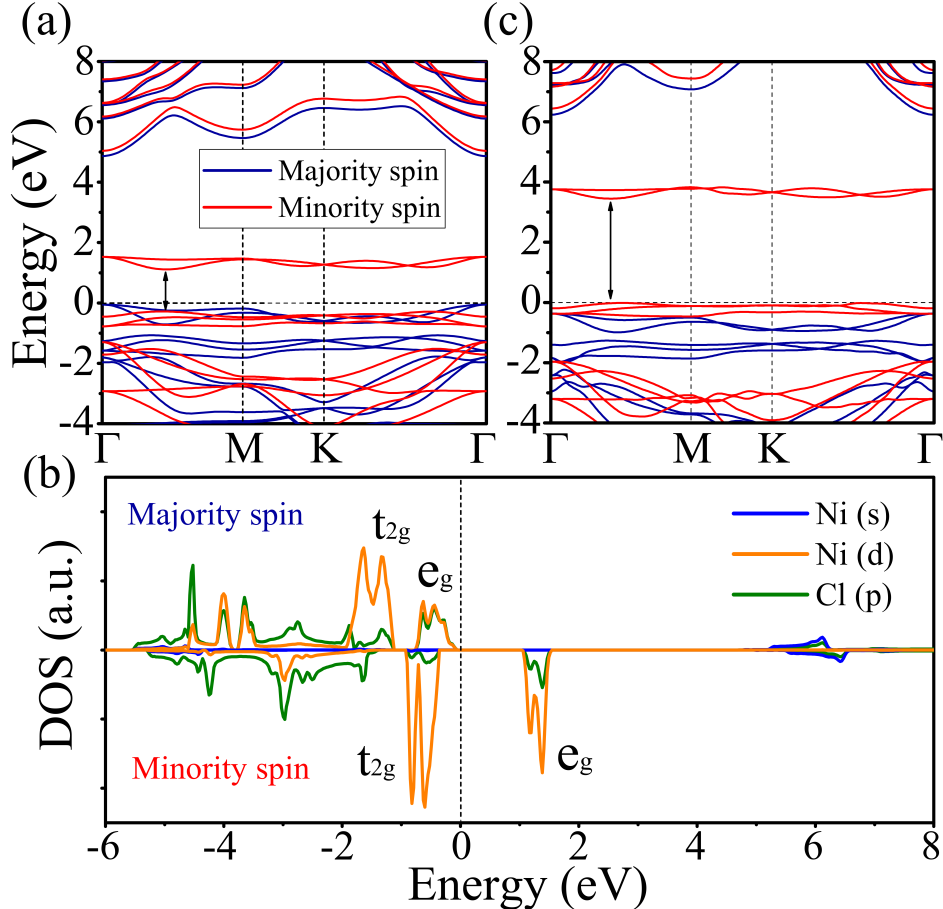 (a)
(c)
8
6
4
2
0
-2
-4
Energy (eV)
Majority spin
Minority spin
Γ M K Γ
8
6
4
2
0
-2
-4
Γ M K Γ
(b)
DOS (a.u.)
Majority spin
t2g
eg
Ni (s)
Ni (d)
Cl (p)
Minority spin
t2g
eg
-6 -4 -2 0 2 4 6 8
Energy (eV)